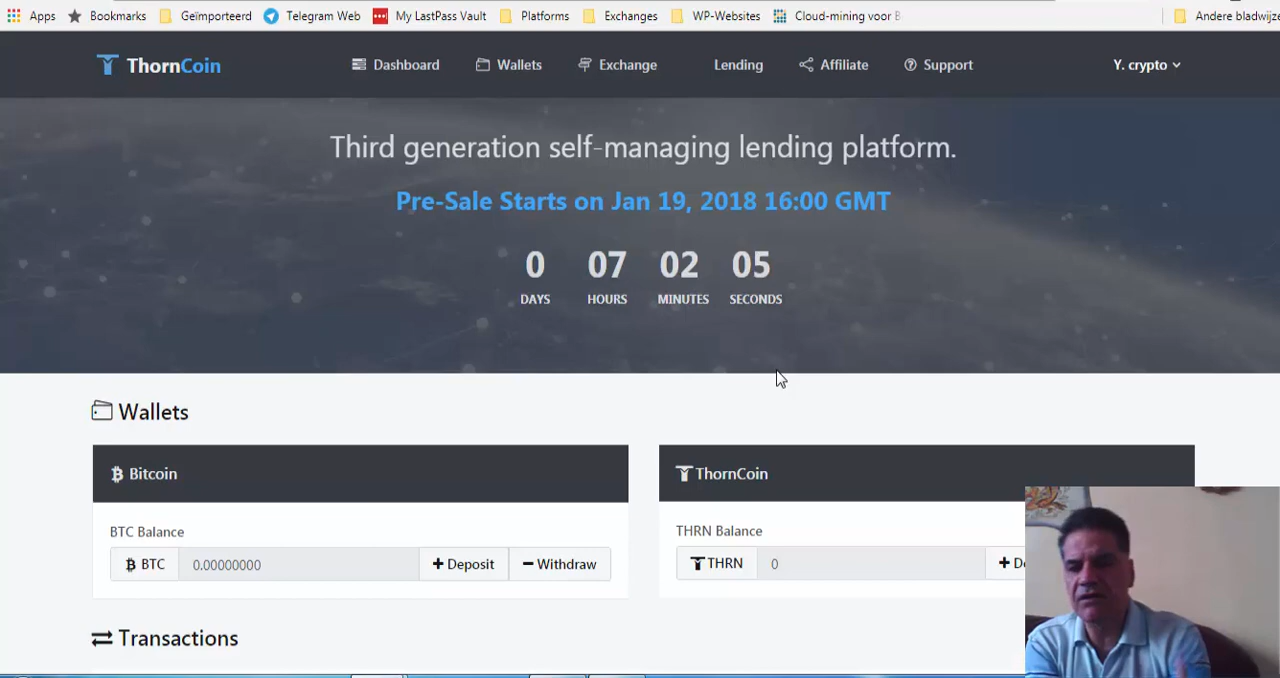 Apps Bookmarks Geïmporteerd Telegram Web My LastPass Vault Platforms Exchanges WP-Websites Cloud-mining voor B Andere bladwijze
ThornCoin Dashboard Wallets Exchange Lending Affiliate Support Y. crypto
Third generation self-managing lending platform.
Pre-Sale Starts on Jan 19, 2018 16:00 GMT
0 07 02 05
DAYS HOURS MINUTES SECONDS
Wallets
Bitcoin ThornCoin
BTC Balance THRN Balance
BTC 0.00000000 + Deposit − Withdraw THRN 0 + De
Transactions